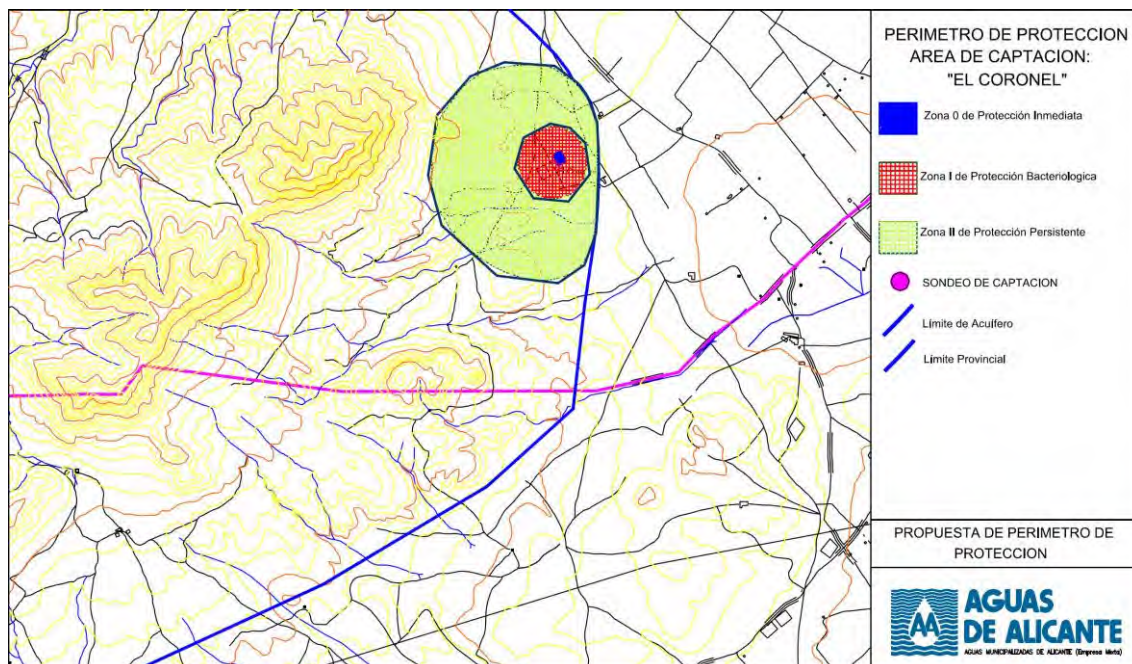 PERIMETRO DE PROTECCION
AREA DE CAPTACION:
"EL CORONEL"
Zona 0 de Protección Inmediata
Zona I de Protección Bacteriologica
Zona II de Protección Persistente
SONDEO DE CAPTACION
Límite de Acuífero
Límite Provincial
PROPUESTA DE PERIMETRO DE
PROTECCION
AGUAS
DE ALICANTE
AGUAS MUNICIPALIZADAS DE ALICANTE (Empresa Mixta)